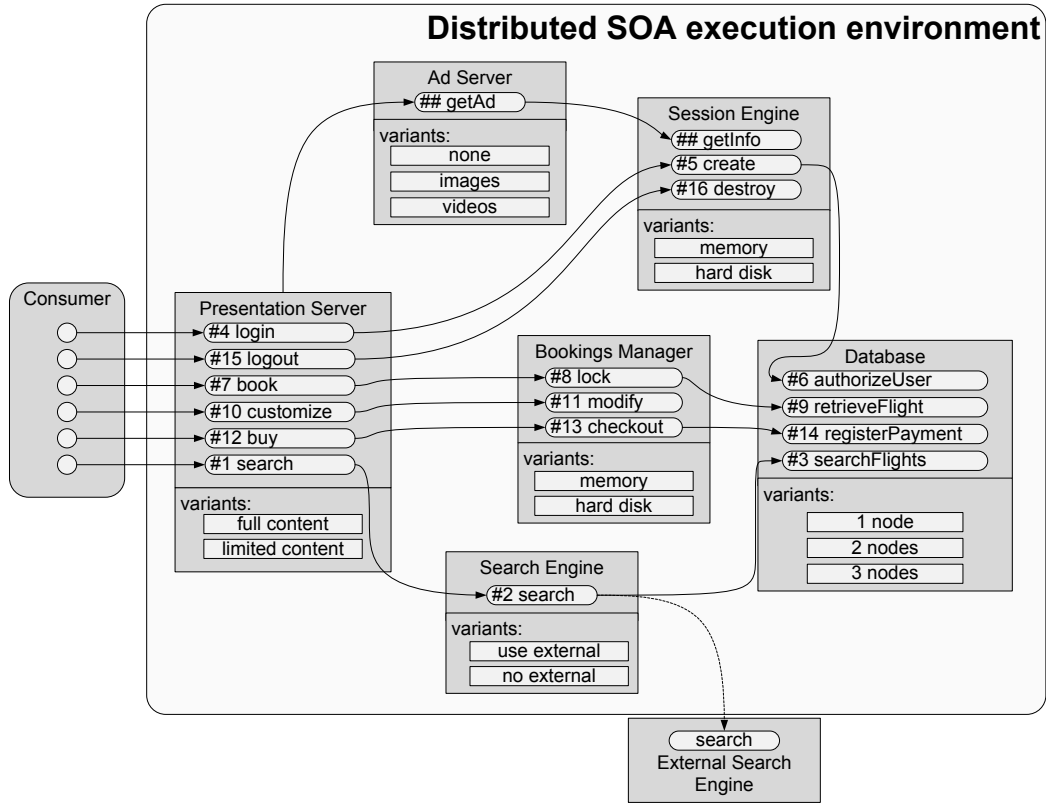 Distributed SOA execution environment
Ad Server
## getAd
variants:
none
images
videos
Session Engine
## getInfo
#5 create
#16 destroy
variants:
memory
hard disk
Consumer
Presentation Server
#4 login
#15 logout
#7 book
#10 customize
#12 buy
#1 search
variants:
full content
limited content
Bookings Manager
#8 lock
#11 modify
#13 checkout
variants:
memory
hard disk
Database
#6 authorizeUser
#9 retrieveFlight
#14 registerPayment
#3 searchFlights
variants:
1 node
2 nodes
3 nodes
Search Engine
#2 search
variants:
use external
no external
search
External Search
Engine